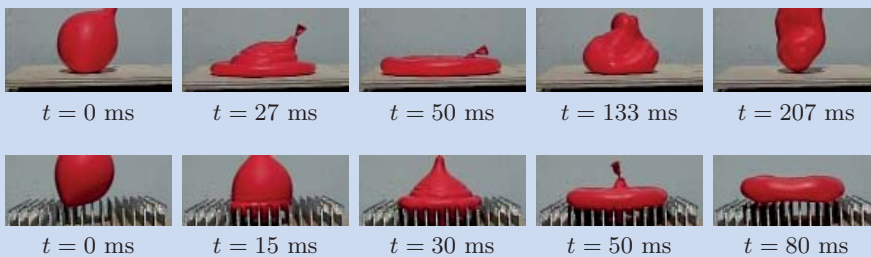 t = 0 ms t = 27 ms t = 50 ms t = 133 ms t = 207 ms
t = 0 ms t = 15 ms t = 30 ms t = 50 ms t = 80 ms